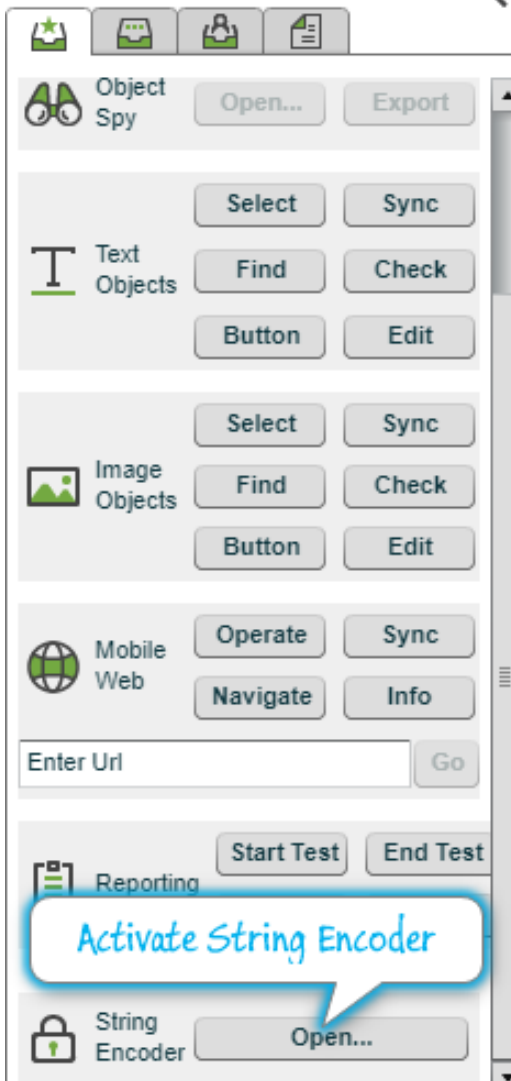 Object
Spy
Open...
Export
Text
Objects
Select
Sync
Find
Check
Button
Edit
Image
Objects
Select
Sync
Find
Check
Button
Edit
Mobile
Web
Operate
Sync
Navigate
Info
Enter Url
Go
Reporting
Start Test
End Test
Activate String Encoder
String
Encoder
Open...